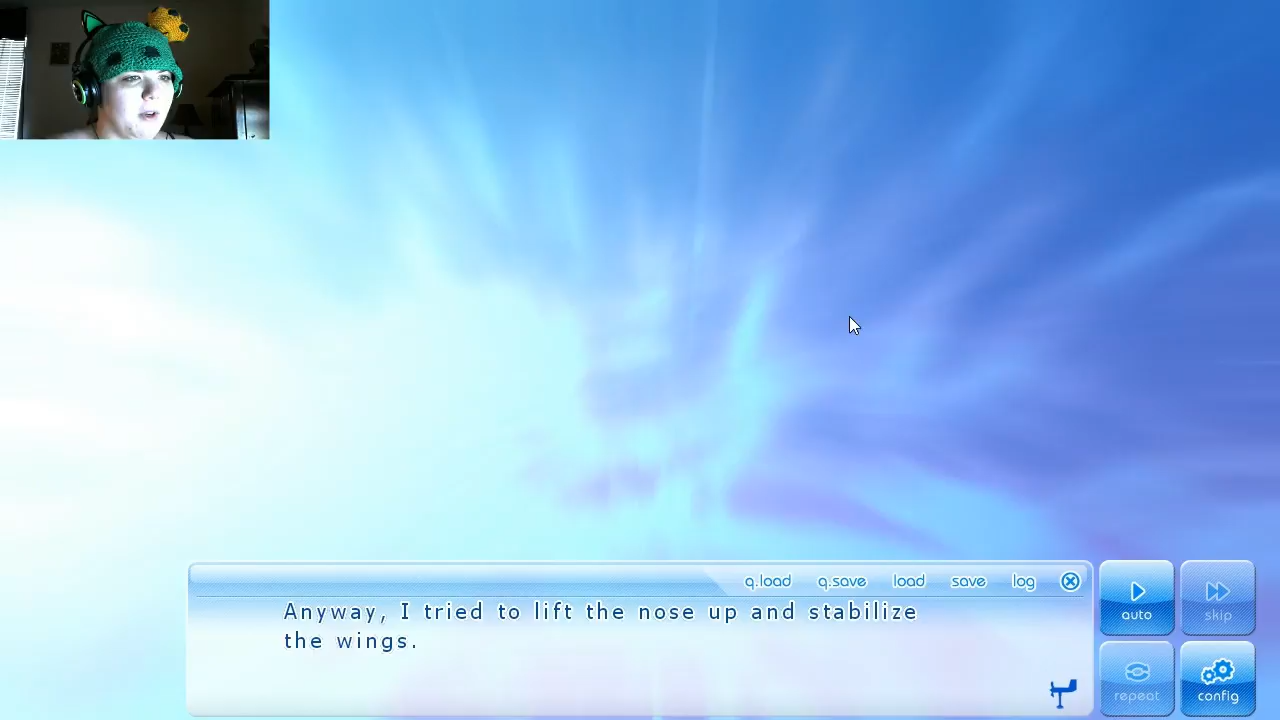 q.load q.save load save log
Anyway, I tried to lift the nose up and stabilize
the wings.
auto
skip
repeat
config